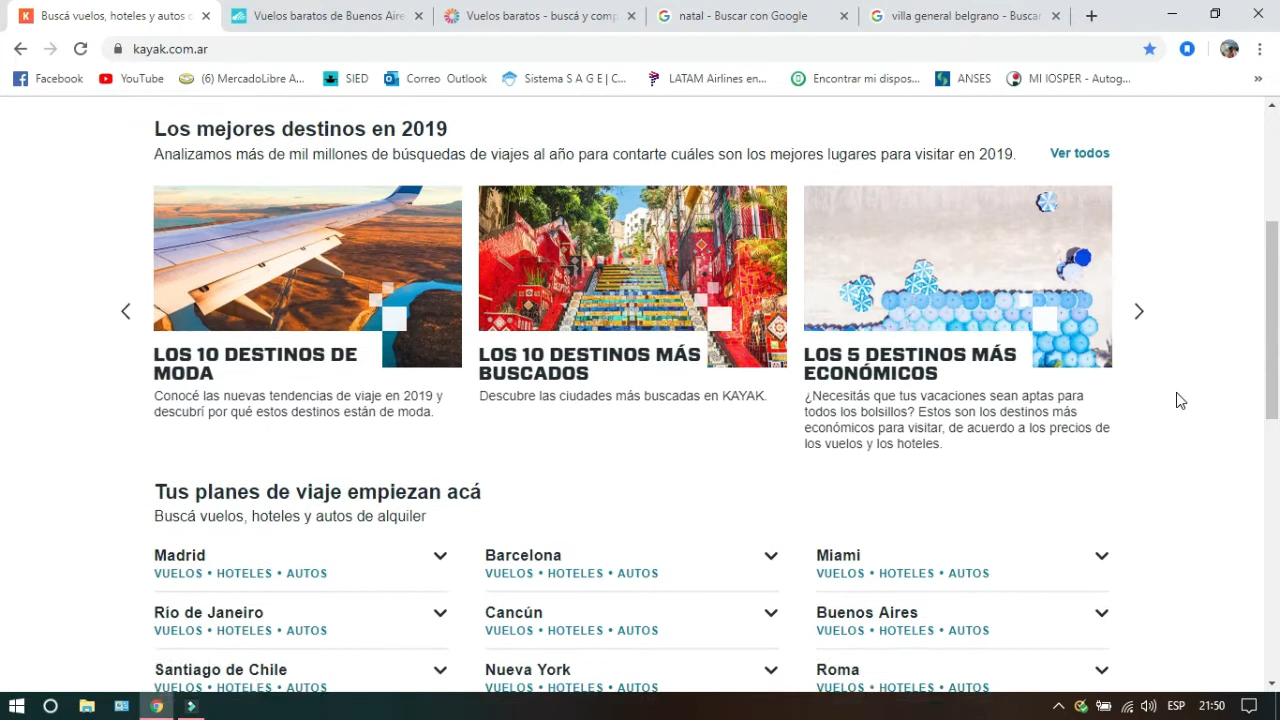 Buscá vuelos, hoteles y autos d
Vuelos baratos de Buenos Aire
Vuelos baratos - buscá y comp
natal - Buscar con Google
villa general belgrano - Buscar
kayak.com.ar
Facebook
YouTube
(6) MercadoLibre A...
SIED
Correo Outlook
Sistema S A G E | C...
LATAM Airlines en...
Encontrar mi dispos...
ANSES
MI IOSPER - Autog...
Los mejores destinos en 2019
Analizamos más de mil millones de búsquedas de viajes al año para contarte cuáles son los mejores lugares para visitar en 2019.
Ver todos
LOS 10 DESTINOS DE
MODA
Conocé las nuevas tendencias de viaje en 2019 y
descubrí por qué estos destinos están de moda.
LOS 10 DESTINOS MÁS
BUSCADOS
Descubre las ciudades más buscadas en KAYAK.
LOS 5 DESTINOS MÁS
ECONÓMICOS
¿Necesitás que tus vacaciones sean aptas para
todos los bolsillos? Estos son los destinos más
económicos para visitar, de acuerdo a los precios de
los vuelos y los hoteles.
Tus planes de viaje empiezan acá
Buscá vuelos, hoteles y autos de alquiler
Madrid
VUELOS • HOTELES • AUTOS
Barcelona
VUELOS • HOTELES • AUTOS
Miami
VUELOS • HOTELES • AUTOS
Río de Janeiro
VUELOS • HOTELES • AUTOS
Cancún
VUELOS • HOTELES • AUTOS
Buenos Aires
VUELOS • HOTELES • AUTOS
Santiago de Chile
VUELOS • HOTELES • AUTOS
Nueva York
VUELOS • HOTELES • AUTOS
Roma
VUELOS • HOTELES • AUTOS
ESP
21:50